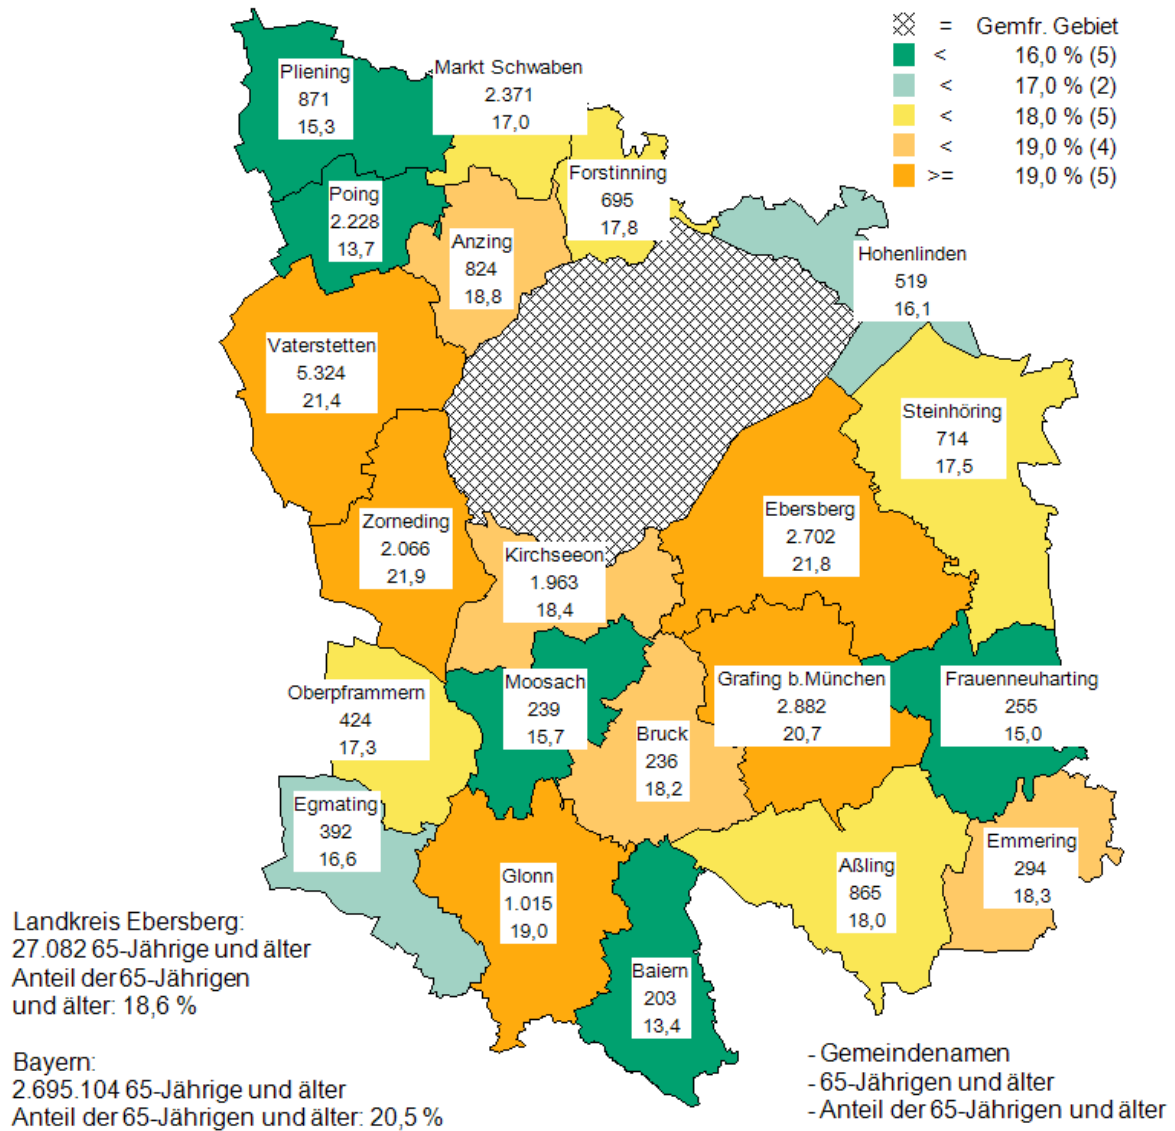 = Gemfr. Gebiet
< 16,0 % (5)
< 17,0 % (2)
< 18,0 % (5)
< 19,0 % (4)
>= 19,0 % (5)
Pliening
871
15,3
Markt Schwaben
2.371
17,0
Forstinning
695
17,8
Poing
2.228
13,7
Anzing
824
18,8
Hohenlinden
519
16,1
Vaterstetten
5.324
21,4
Steinhöring
714
17,5
Zorneding
2.066
21,9
Ebersberg
2.702
21,8
Kirchseeon
1.963
18,4
Oberpframmern
424
17,3
Moosach
239
15,7
Grafing b.München
2.882
20,7
Frauenneuharting
255
15,0
Bruck
236
18,2
Egmating
392
16,6
Glonn
1.015
19,0
Aßling
865
18,0
Emmering
294
18,3
Baiern
203
13,4
Landkreis Ebersberg:
27.082 65-Jährige und älter
Anteil der 65-Jährigen
und älter: 18,6 %
Bayern:
2.695.104 65-Jährige und älter
Anteil der 65-Jährigen und älter: 20,5 %
- Gemeindenamen
- 65-Jährigen und älter
- Anteil der 65-Jährigen und älter